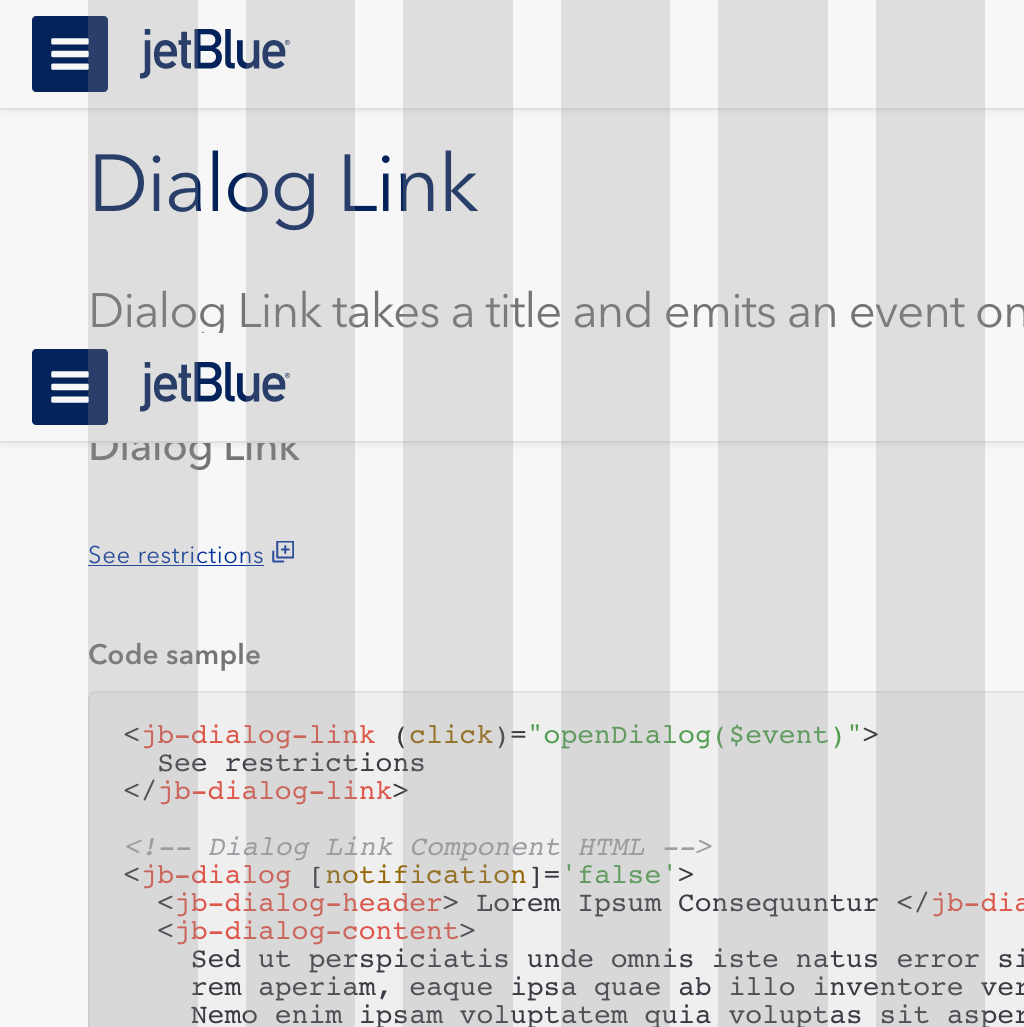 jetBlue
Dialog Link
Dialog Link takes a title and emits an event on
jetBlue
Dialog Link
See restrictions
Code sample
<jb-dialog-link (click)="openDialog($event)">
  See restrictions
</jb-dialog-link>
<!-- Dialog Link Component HTML -->
<jb-dialog [notification]='false'>
  <jb-dialog-header> Lorem Ipsum Consequuntur </jb-dia
  <jb-dialog-content>
    Sed ut perspiciatis unde omnis iste natus error si
    rem aperiam, eaque ipsa quae ab illo inventore ver
    Nemo enim ipsam voluptatem quia voluptas sit asper